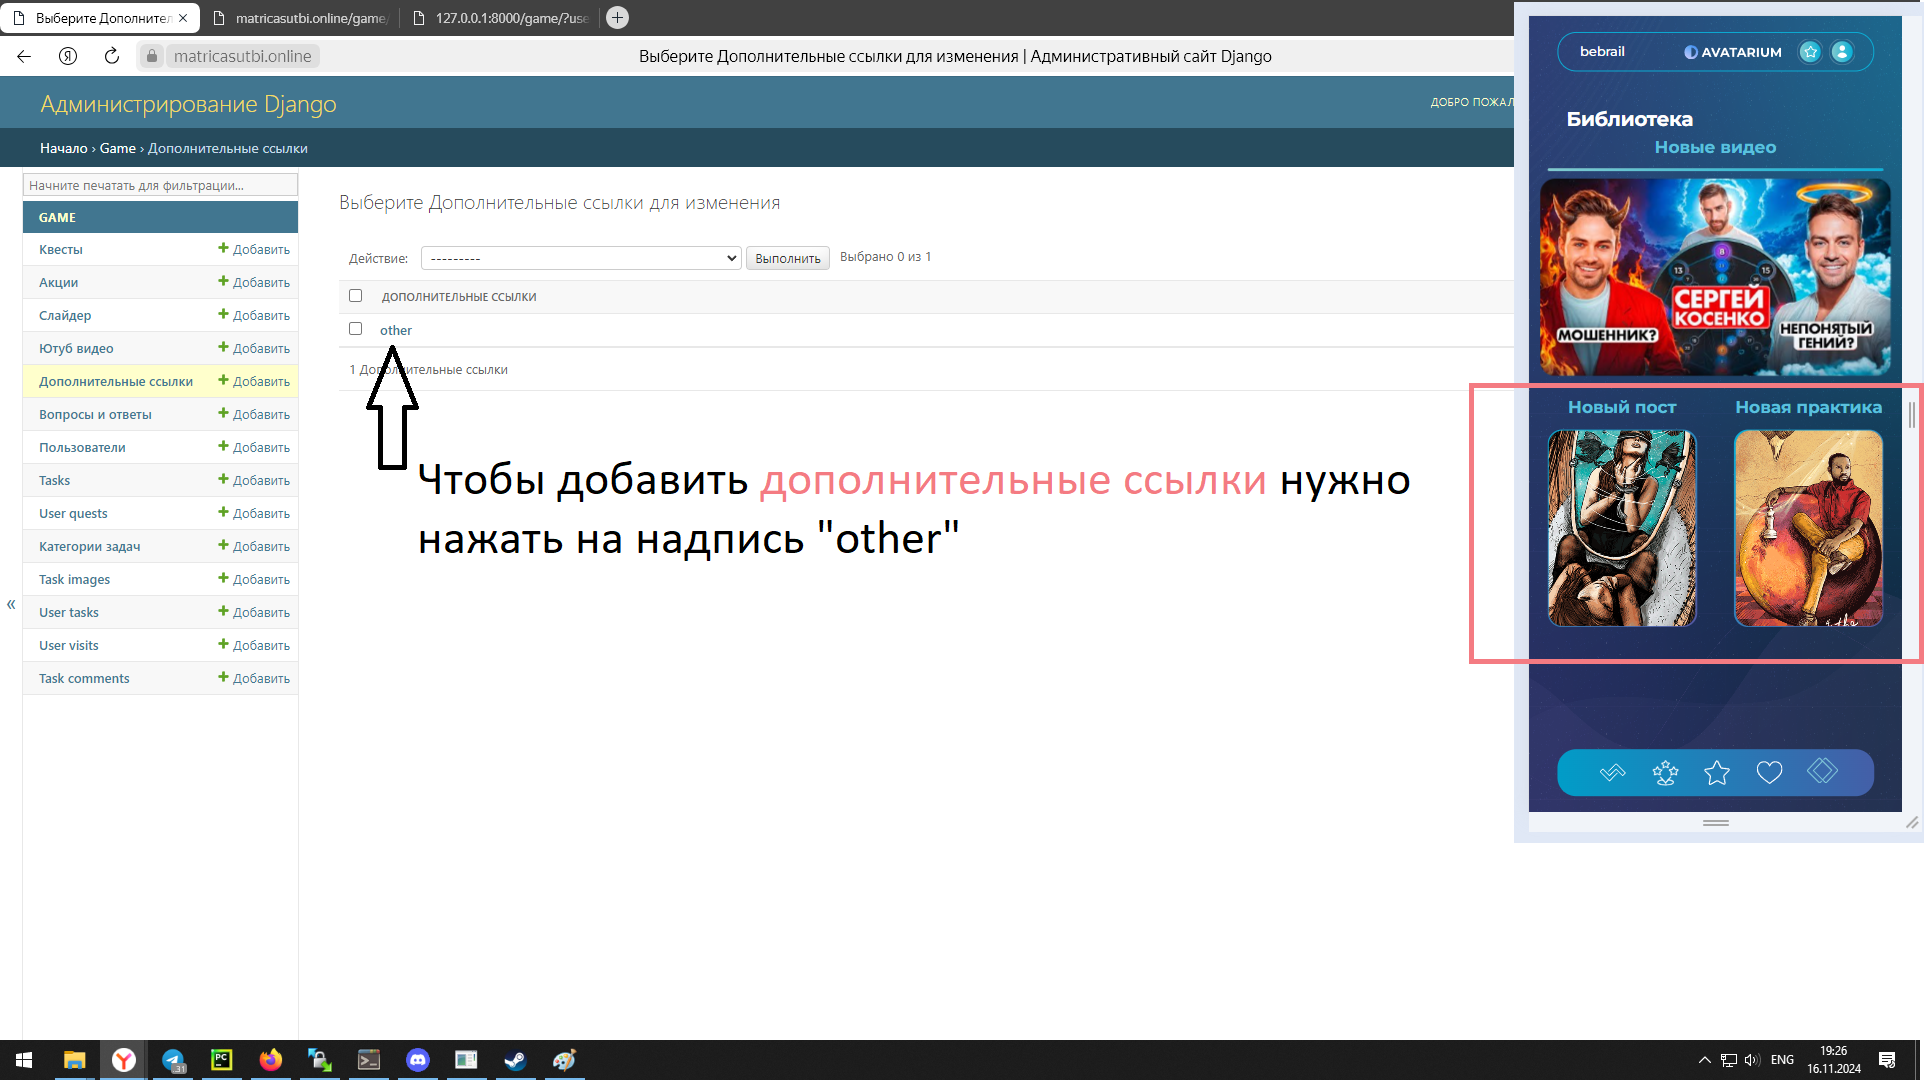 Выберите Дополнител
matricasutbi.online/game/
127.0.0.1:8000/game/?use
matricasutbi.online
Выберите Дополнительные ссылки для изменения | Административный сайт Django
Администрирование Django
ДОБРО ПОЖАЛ
Начало › Game › Дополнительные ссылки
Начните печатать для фильтрации...
GAME
Квесты Добавить
Акции Добавить
Слайдер Добавить
Ютуб видео Добавить
Дополнительные ссылки Добавить
Вопросы и ответы Добавить
Пользователи Добавить
Tasks Добавить
User quests Добавить
Категории задач Добавить
Task images Добавить
User tasks Добавить
User visits Добавить
Task comments Добавить
«
Выберите Дополнительные ссылки для изменения
Действие: --------- Выполнить Выбрано 0 из 1
ДОПОЛНИТЕЛЬНЫЕ ССЫЛКИ
other
1 Дополнительные ссылки
Чтобы добавить дополнительные ссылки нужно
нажать на надпись "other"
bebrail AVATARIUM
Библиотека
Новые видео
8
13 15
СЕРГЕЙ
КОСЕНКО
МОШЕННИК?
НЕПОНЯТЫЙ
ГЕНИЙ?
Новый пост Новая практика
31
PC
ENG
19:26
16.11.2024